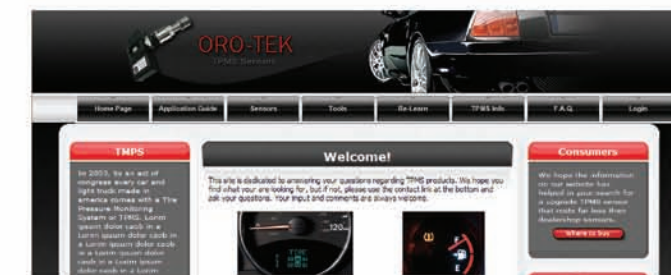 ORO-TEK
TPMS Sensors
Home Page
Application Guide
Sensors
Tools
Re-Learn
TPMS Info
F.A.Q.
Login
TMPS
In 2003, by an act of
congress every car and
light truck made in
america comes with a Tire
Pressure Monitoring
System or TPMS. Lorem
ipsum dolor
a Lorem ipsum dolor
Welcome!
This site is dedicated to answering your questions regarding TPMS products. We hope you
find what your are looking for, but if not, please use the contact link at the bottom and
ask your questions. Your input and comments are always welcome.
120
E
Consumers
We hope the information
on our website has
helped in your search for
a upgrade TPMS sensor
that costs far less then
dealership sensors.
Where to buy